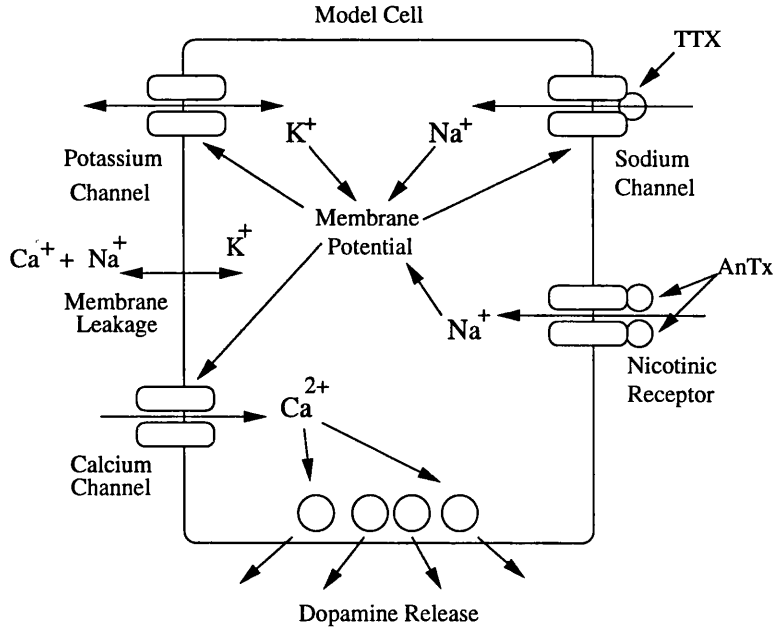 Model Cell
TTX
K+
Na+
Potassium
Channel
Sodium
Channel
Membrane
Potential
Ca+ + Na+
K+
Membrane
Leakage
AnTx
Na+
Nicotinic
Receptor
Ca2+
Calcium
Channel
Dopamine Release